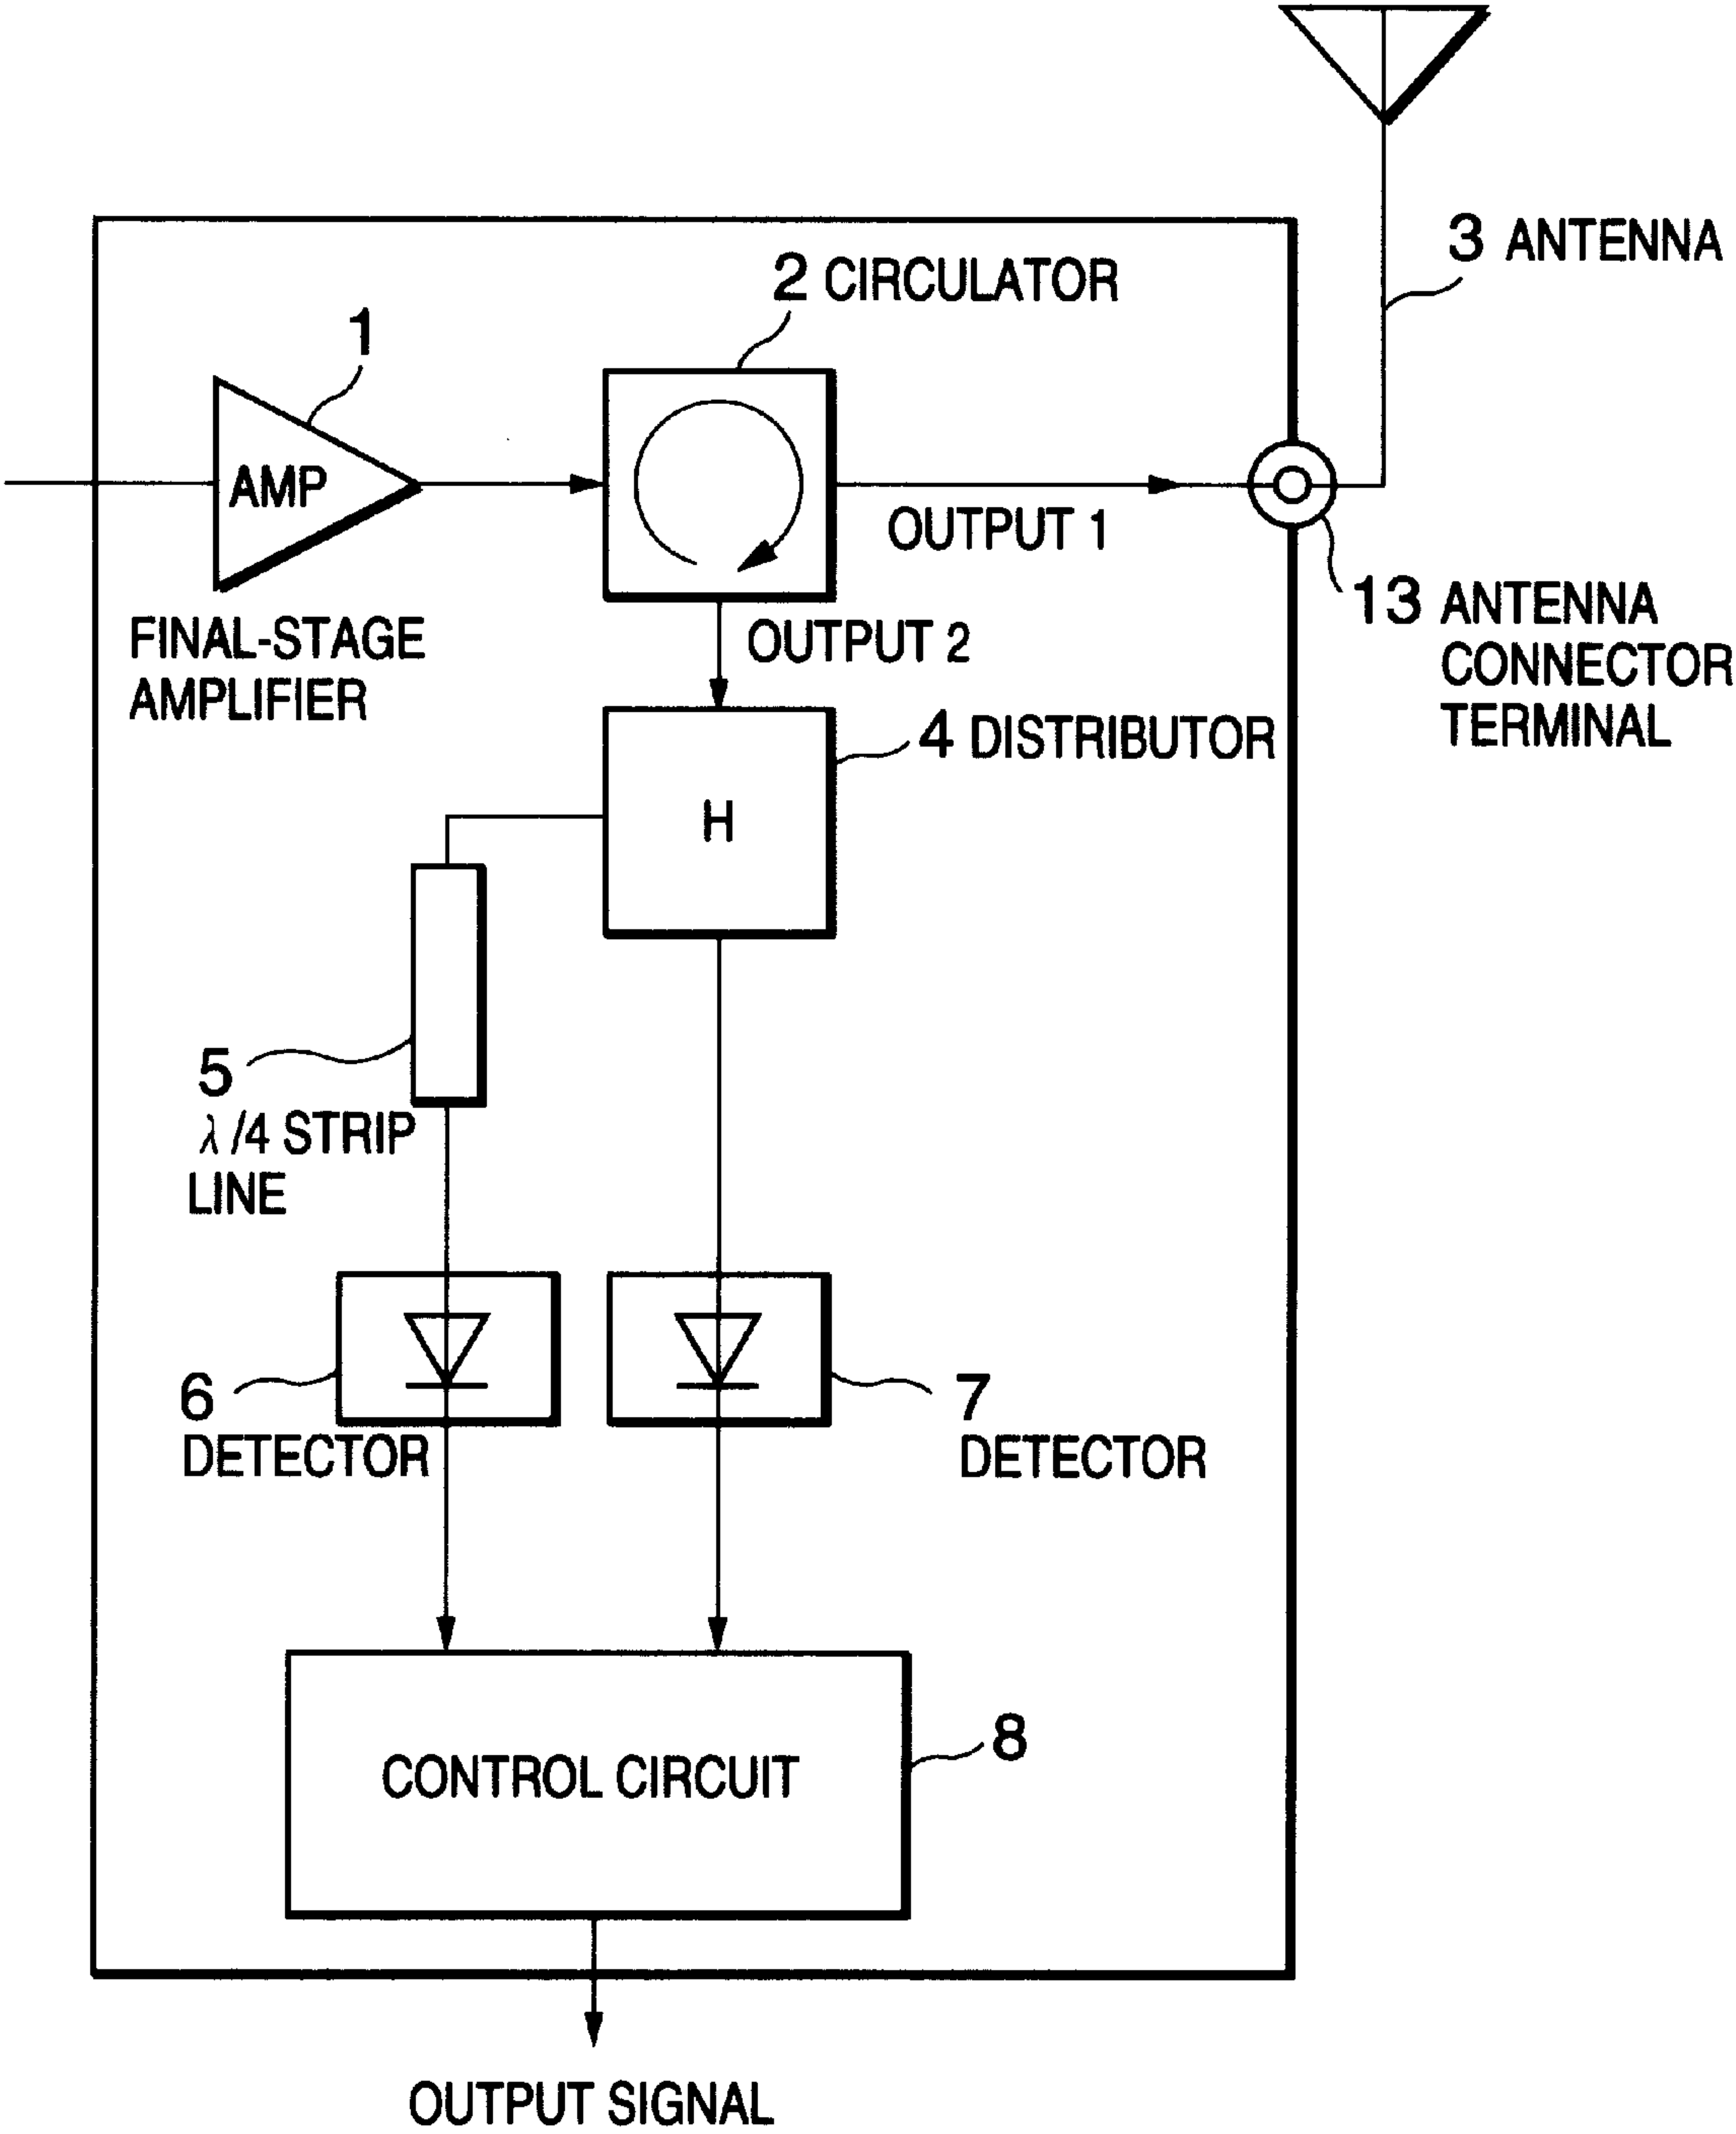 3 ANTENNA
2 CIRCULATOR
1
AMP
OUTPUT 1
13 ANTENNA
CONNECTOR
TERMINAL
FINAL-STAGE
AMPLIFIER
OUTPUT 2
4 DISTRIBUTOR
H
5
λ/4 STRIP
LINE
6
DETECTOR
7
DETECTOR
CONTROL CIRCUIT
8
OUTPUT SIGNAL